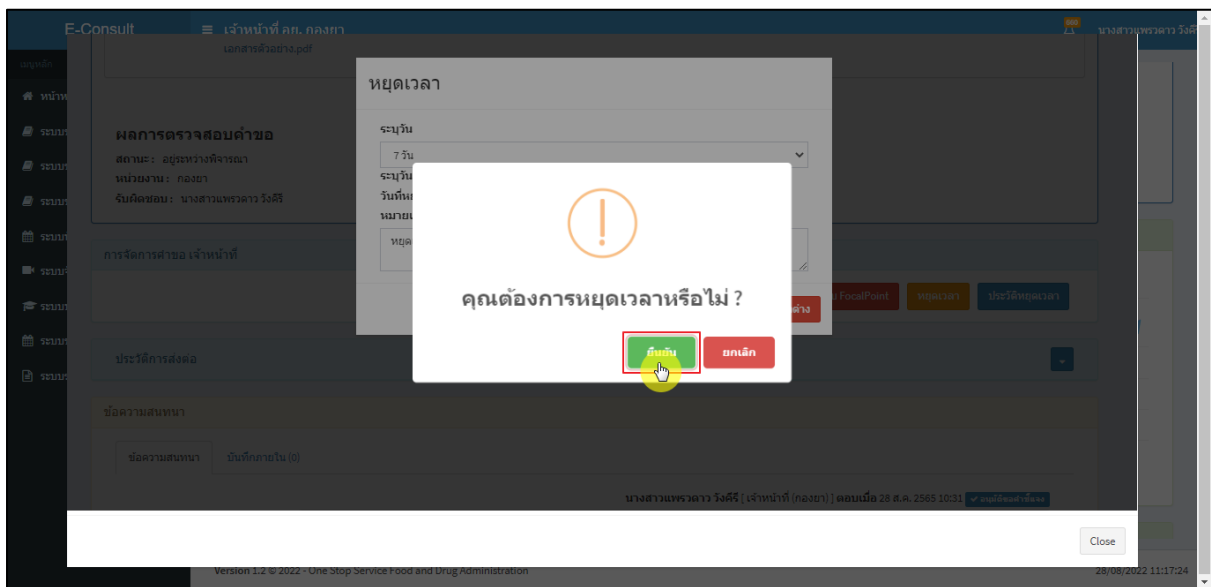 E-Consult
เจ้าหน้าที่ อย. กองยา
นางสาวแพรวดาว วังคีรี
เอกสารตัวอย่าง.pdf
เมนูหลัก
หยุดเวลา
ระบุวัน
7 วัน
ผลการตรวจสอบคำขอ
สถานะ : อยู่ระหว่างพิจารณา
หน่วยงาน : กองยา
รับผิดชอบ : นางสาวแพรวดาว วังคีรี
ระบุวัน
หยุด
การจัดการคำขอ เจ้าหน้าที่
คุณต้องการหยุดเวลาหรือไม่ ?
FocalPoint
หยุดเวลา
ประวัติหยุดเวลา
ยืนยัน
ยกเลิก
ประวัติการส่งต่อ
ข้อความสนทนา
ข้อความสนทนา
บันทึกภายใน (0)
นางสาวแพรวดาว วังคีรี [ เจ้าหน้าที่ (กองยา) ] ตอบเมื่อ 28 ส.ค. 2565 10:31
Close
Version 1.2 © 2022 - One Stop Service Food and Drug Administration
28/08/2022 11:17:24